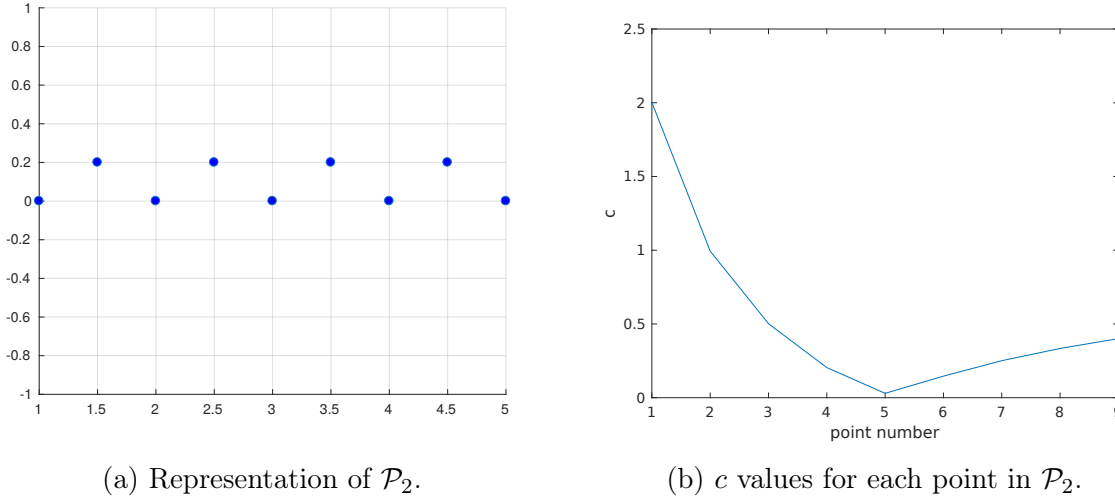 1
0.8
0.6
0.4
0.2
0
-0.2
-0.4
-0.6
-0.8
-1
1 1.5 2 2.5 3 3.5 4 4.5 5
2.5
2
1.5
1
0.5
0
c
1 2 3 4 5 6 7 8 9
point number
(a) Representation of 𝒫₂.
(b) c values for each point in 𝒫₂.